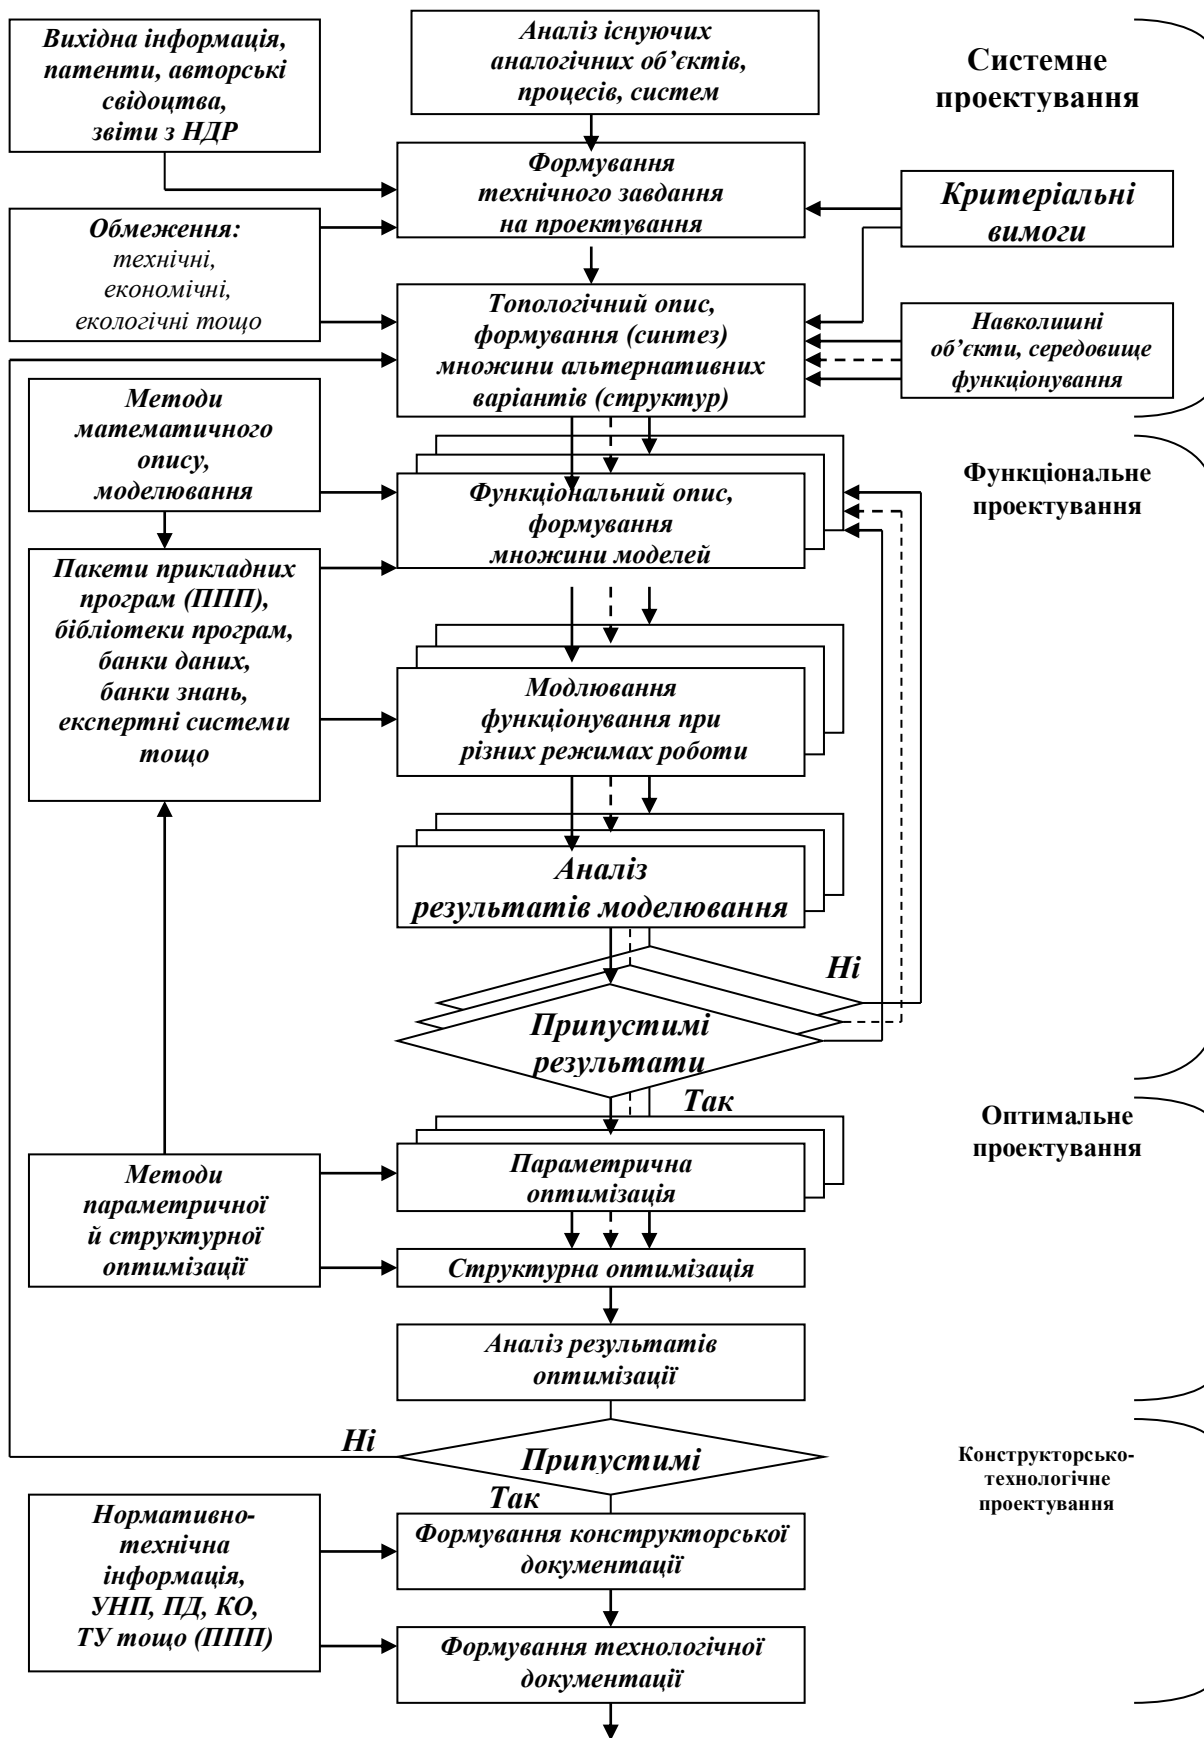 Вихідна інформація,
патенти, авторські
свідоцтва,
звіти з НДР
Аналіз існуючих
аналогічних об’єктів,
процесів, систем
Системне
проектування
Формування
технічного завдання
на проектування
Критеріальні
вимоги
Обмеження:
технічні,
економічні,
екологічні тощо
Топологічний опис,
формування (синтез)
множини альтернативних
варіантів (структур)
Навколишні
об’єкти, середовище
функціонування
Методи
математичного
опису,
моделювання
Функціональний опис,
формування
множини моделей
Функціональне
проектування
Пакети прикладних
програм (ППП),
бібліотеки програм,
банки даних,
банки знань,
експертні системи
тощо
Модлювання
функціонування при
різних режимах роботи
Аналіз
результатів моделювання
Ні
Припустимі
результати
Так
Оптимальне
проектування
Методи
параметричної
й структурної
оптимізації
Параметрична
оптимізація
Структурна оптимізація
Аналіз результатів
оптимізації
Ні
Припустимі
Так
Конструкторсько-
технологічне
проектування
Нормативно-
технічна
інформація,
УНП, ПД, КО,
ТУ тощо (ППП)
Формування конструкторської
документації
Формування технологічної
документації